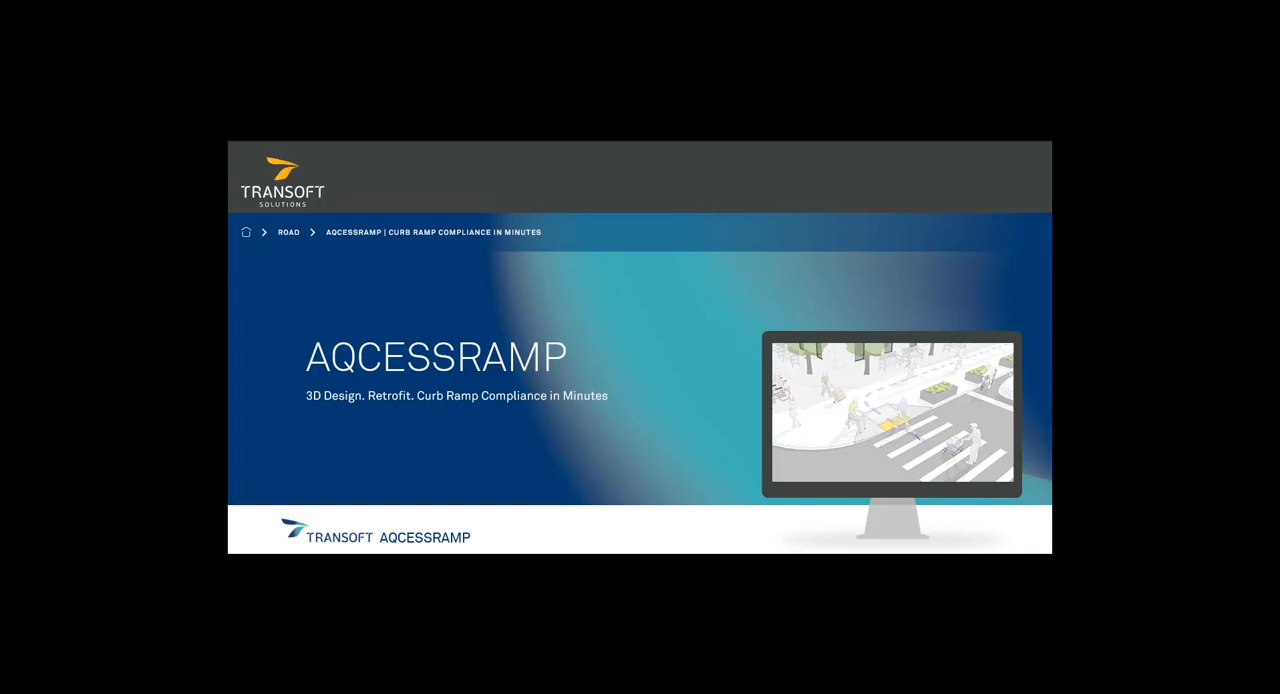 TRANSOFT
SOLUTIONS
ROAD
AQCESSRAMP | CURB RAMP COMPLIANCE IN MINUTES
AQCESSRAMP
3D Design. Retrofit. Curb Ramp Compliance in Minutes
TRANSOFT AQCESSRAMP